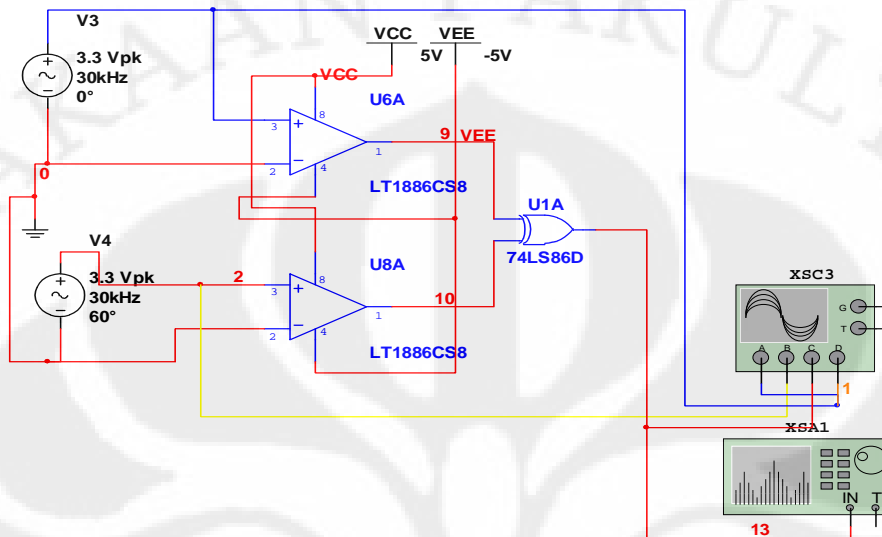 V3
3.3 Vpk
30kHz
0°
VCC
5V
VEE
-5V
VCC
U6A
3
8
2
4
1
LT1886CS8
9 VEE
0
V4
3.3 Vpk
30kHz
60°
2
U8A
3
8
2
4
1
LT1886CS8
10
U1A
74LS86D
XSC3
G
T
A B C D
1
XSA1
IN T
13